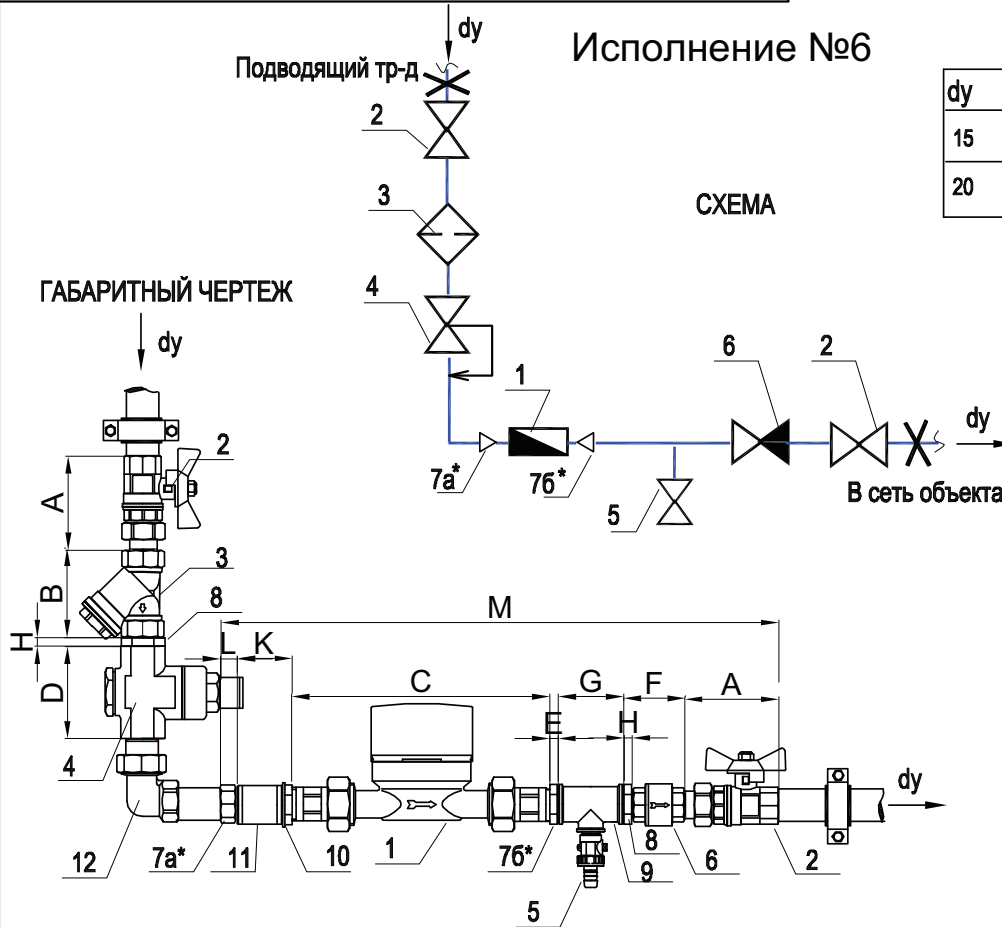 dy
Исполнение №6
Подводящий тр-д
dy
15
20
2
3
СХЕМА
4
ГАБАРИТНЫЙ ЧЕРТЕЖ
dy
1
6
2
dy
7а*
7б*
5
В сеть объекта
2
A
B
3
8
H
D
M
L
K
C
G
F
A
E
H
4
dy
12
7а*
11
10
1
7б*
8
9
6
2
5